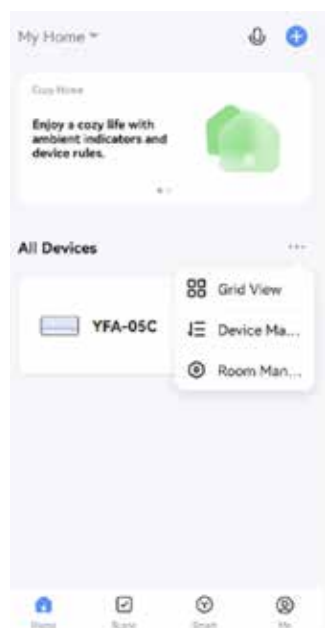 My Home
Cozy Home
Enjoy a cozy life with
ambient indicators and
device rules.
All Devices
...
Grid View
YFA-05C
Device Ma...
Room Man...
Home
Scene
Smart
Me